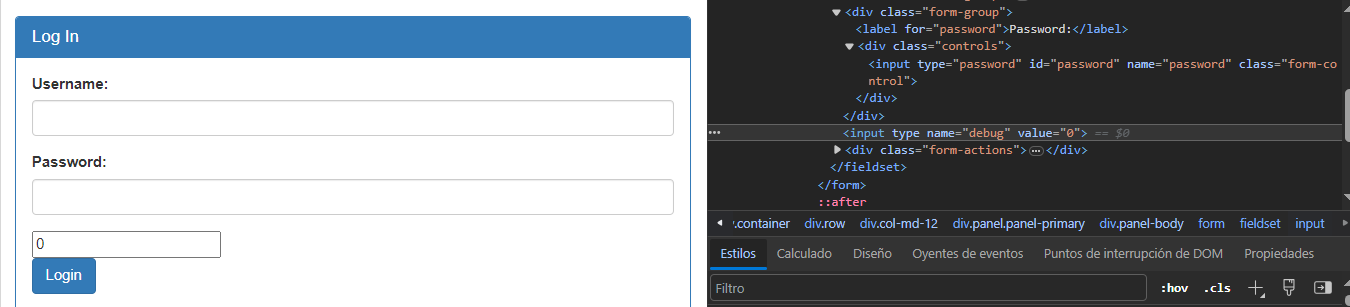 Log In
Username:
Password:
0
Login
<div class="form-group">
<label for="password">Password:</label>
<div class="controls">
<input type="password" id="password" name="password" class="form-co
ntrol">
</div>
</div>
<input type name="debug" value="0"> == $0
<div class="form-actions">…</div>
</fieldset>
</form>
::after
.container div.row div.col-md-12 div.panel.panel-primary div.panel-body form fieldset input
Estilos Calculado Diseño Oyentes de eventos Puntos de interrupción de DOM Propiedades
Filtro :hov .cls